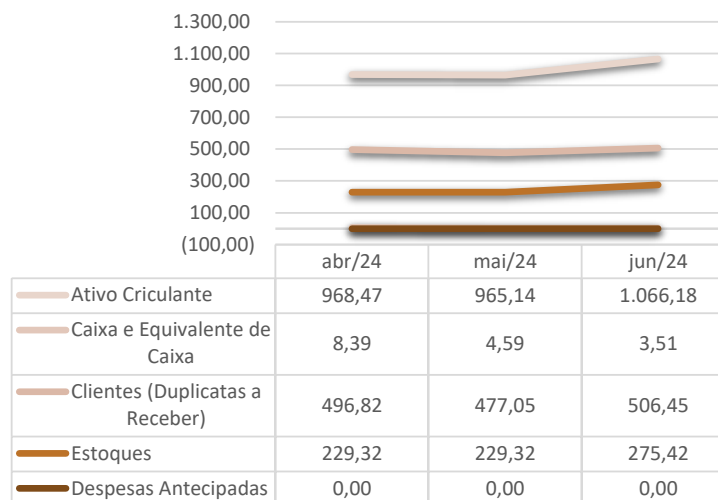 1.300,00
1.100,00
900,00
700,00
500,00
300,00
100,00
(100,00)
abr/24 mai/24 jun/24
Ativo Criculante 968,47 965,14 1.066,18
Caixa e Equivalente de
Caixa 8,39 4,59 3,51
Clientes (Duplicatas a
Receber) 496,82 477,05 506,45
Estoques 229,32 229,32 275,42
Despesas Antecipadas 0,00 0,00 0,00